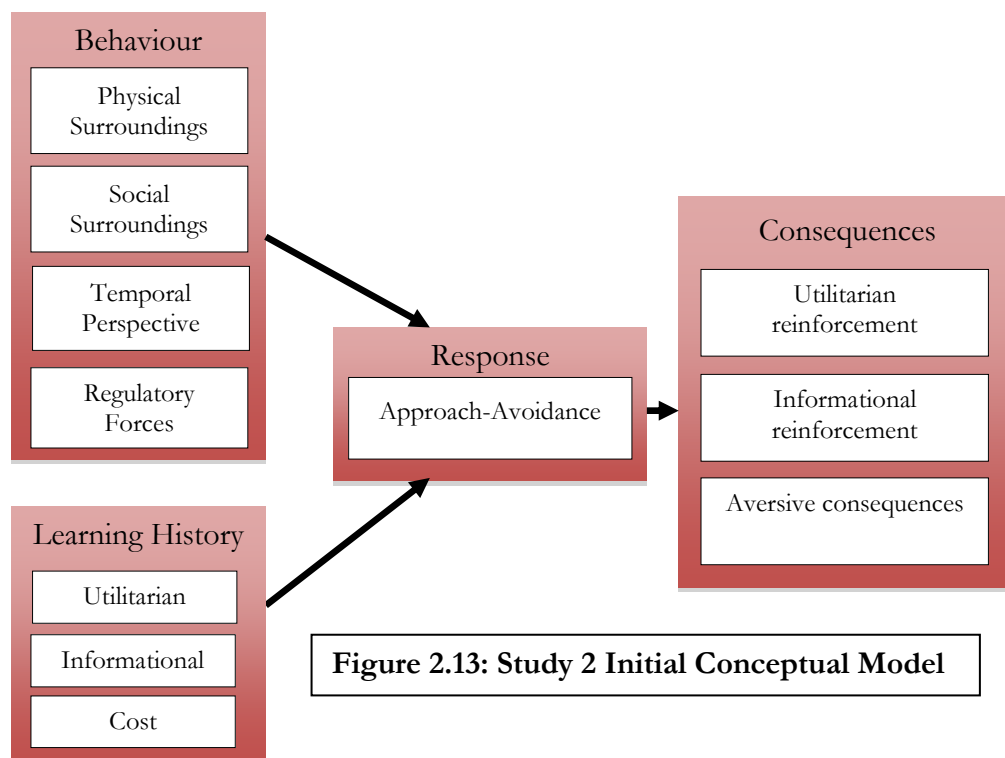 Behaviour
Physical
Surroundings
Social
Surroundings
Temporal
Perspective
Regulatory
Forces
Learning History
Utilitarian
Informational
Cost
Response
Approach-Avoidance
Consequences
Utilitarian
reinforcement
Informational
reinforcement
Aversive consequences
Figure 2.13: Study 2 Initial Conceptual Model